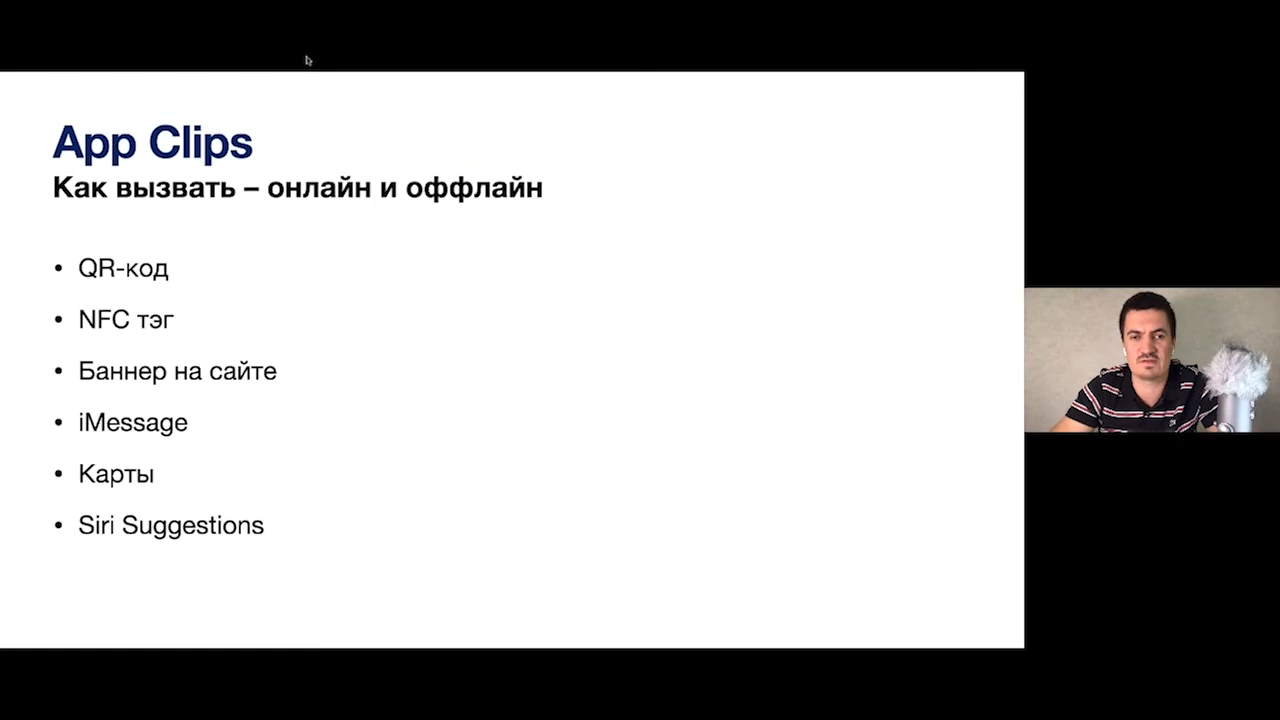 App Clips
Как вызвать – онлайн и оффлайн
• QR-код
• NFC тэг
• Баннер на сайте
• iMessage
• Карты
• Siri Suggestions